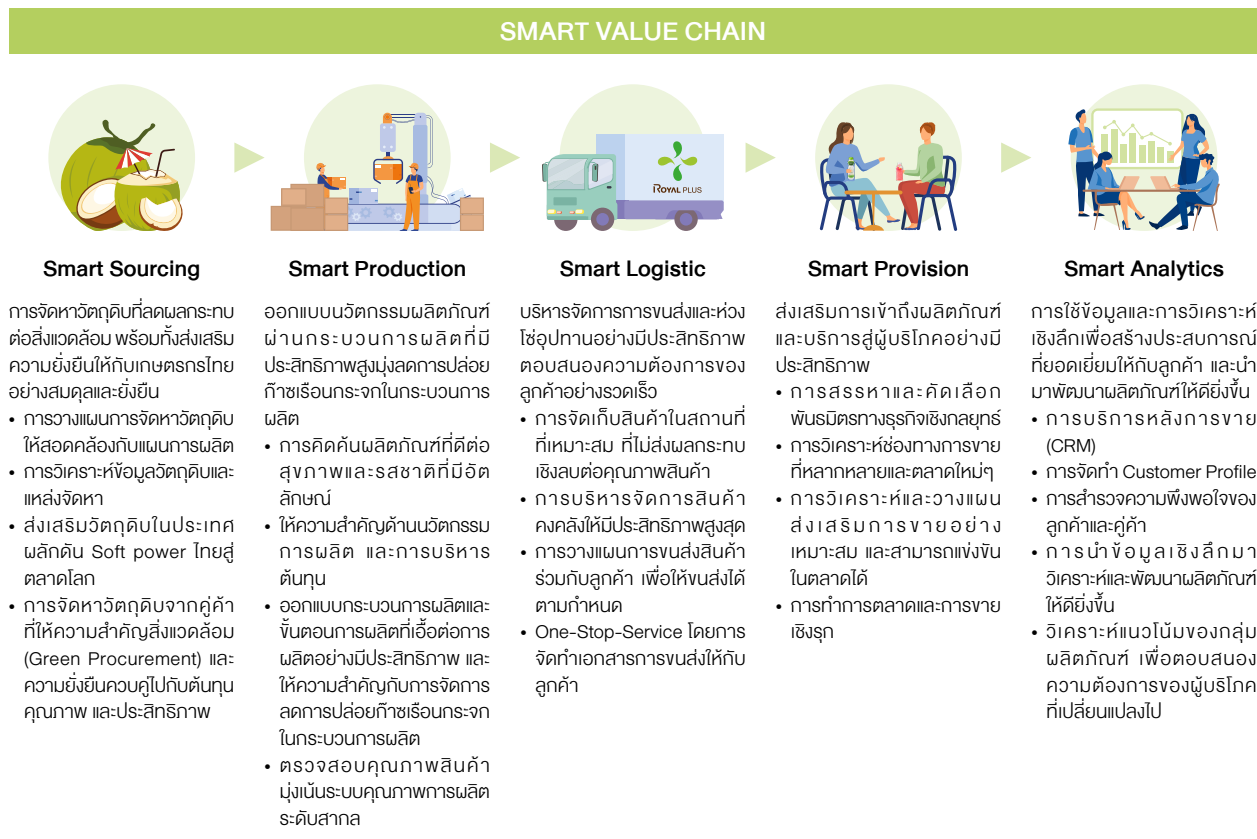 SMART VALUE CHAIN
ROYAL PLUS
Smart Sourcing
การจัดหาวัตถุดิบที่ลดผลกระทบ
ต่อสิ่งแวดล้อม พร้อมทั้งส่งเสริม
ความยั่งยืนให้กับเกษตรกรไทย
อย่างสมดุลและยั่งยืน
• การวางแผนการจัดหาวัตถุดิบ
ให้สอดคล้องกับแผนการผลิต
• การวิเคราะห์ข้อมูลวัตถุดิบและ
แหล่งจัดหา
• ส่งเสริมวัตถุดิบในประเทศ
ผลักดัน Soft power ไทยสู่
ตลาดโลก
• การจัดหาวัตถุดิบจากคู่ค้า
ที่ให้ความสำคัญสิ่งแวดล้อม
(Green Procurement) และ
ความยั่งยืนควบคู่ไปกับต้นทุน
คุณภาพ และประสิทธิภาพ
Smart Production
ออกแบบนวัตกรรมผลิตภัณฑ์
ผ่านกระบวนการผลิตที่มี
ประสิทธิภาพสูงมุ่งลดการปล่อย
ก๊าซเรือนกระจกในกระบวนการ
ผลิต
• การคิดค้นผลิตภัณฑ์ที่ดีต่อ
สุขภาพและรสชาติที่มีอัต
ลักษณ์
• ให้ความสำคัญด้านนวัตกรรม
การผลิต และการบริหาร
ต้นทุน
• ออกแบบกระบวนการผลิตและ
ขั้นตอนการผลิตที่เอื้อต่อการ
ผลิตอย่างมีประสิทธิภาพ และ
ให้ความสำคัญกับการจัดการ
ลดการปล่อยก๊าซเรือนกระจก
ในกระบวนการผลิต
• ตรวจสอบคุณภาพสินค้า
มุ่งเน้นระบบคุณภาพการผลิต
ระดับสากล
Smart Logistic
บริหารจัดการการขนส่งและห่วง
โซ่อุปทานอย่างมีประสิทธิภาพ
ตอบสนองความต้องการของ
ลูกค้าอย่างรวดเร็ว
• การจัดเก็บสินค้าในสถานที่
ที่เหมาะสม ที่ไม่ส่งผลกระทบ
เชิงลบต่อคุณภาพสินค้า
• การบริหารจัดการสินค้า
คงคลังให้มีประสิทธิภาพสูงสุด
• การวางแผนการขนส่งสินค้า
ร่วมกับลูกค้า เพื่อให้ขนส่งได้
ตามกำหนด
• One-Stop-Service โดยการ
จัดทำเอกสารการขนส่งให้กับ
ลูกค้า
Smart Provision
ส่งเสริมการเข้าถึงผลิตภัณฑ์
และบริการสู่ผู้บริโภคอย่างมี
ประสิทธิภาพ
• การสรรหาและคัดเลือก
พันธมิตรทางธุรกิจเชิงกลยุทธ์
• การวิเคราะห์ช่องทางการขาย
ที่หลากหลายและตลาดใหม่ๆ
• การวิเคราะห์และวางแผน
ส่งเสริมการขายอย่าง
เหมาะสม และสามารถแข่งขัน
ในตลาดได้
• การทำการตลาดและการขาย
เชิงรุก
Smart Analytics
การใช้ข้อมูลและการวิเคราะห์
เชิงลึกเพื่อสร้างประสบการณ์
ที่ยอดเยี่ยมให้กับลูกค้า และนำ
มาพัฒนาผลิตภัณฑ์ให้ดียิ่งขึ้น
• การบริการหลังการขาย
(CRM)
• การจัดทำ Customer Profile
• การสำรวจความพึงพอใจของ
ลูกค้าและคู่ค้า
• การนำข้อมูลเชิงลึกมา
วิเคราะห์และพัฒนาผลิตภัณฑ์
ให้ดียิ่งขึ้น
• วิเคราะห์แนวโน้มของกลุ่ม
ผลิตภัณฑ์ เพื่อตอบสนอง
ความต้องการของผู้บริโภค
ที่เปลี่ยนแปลงไป